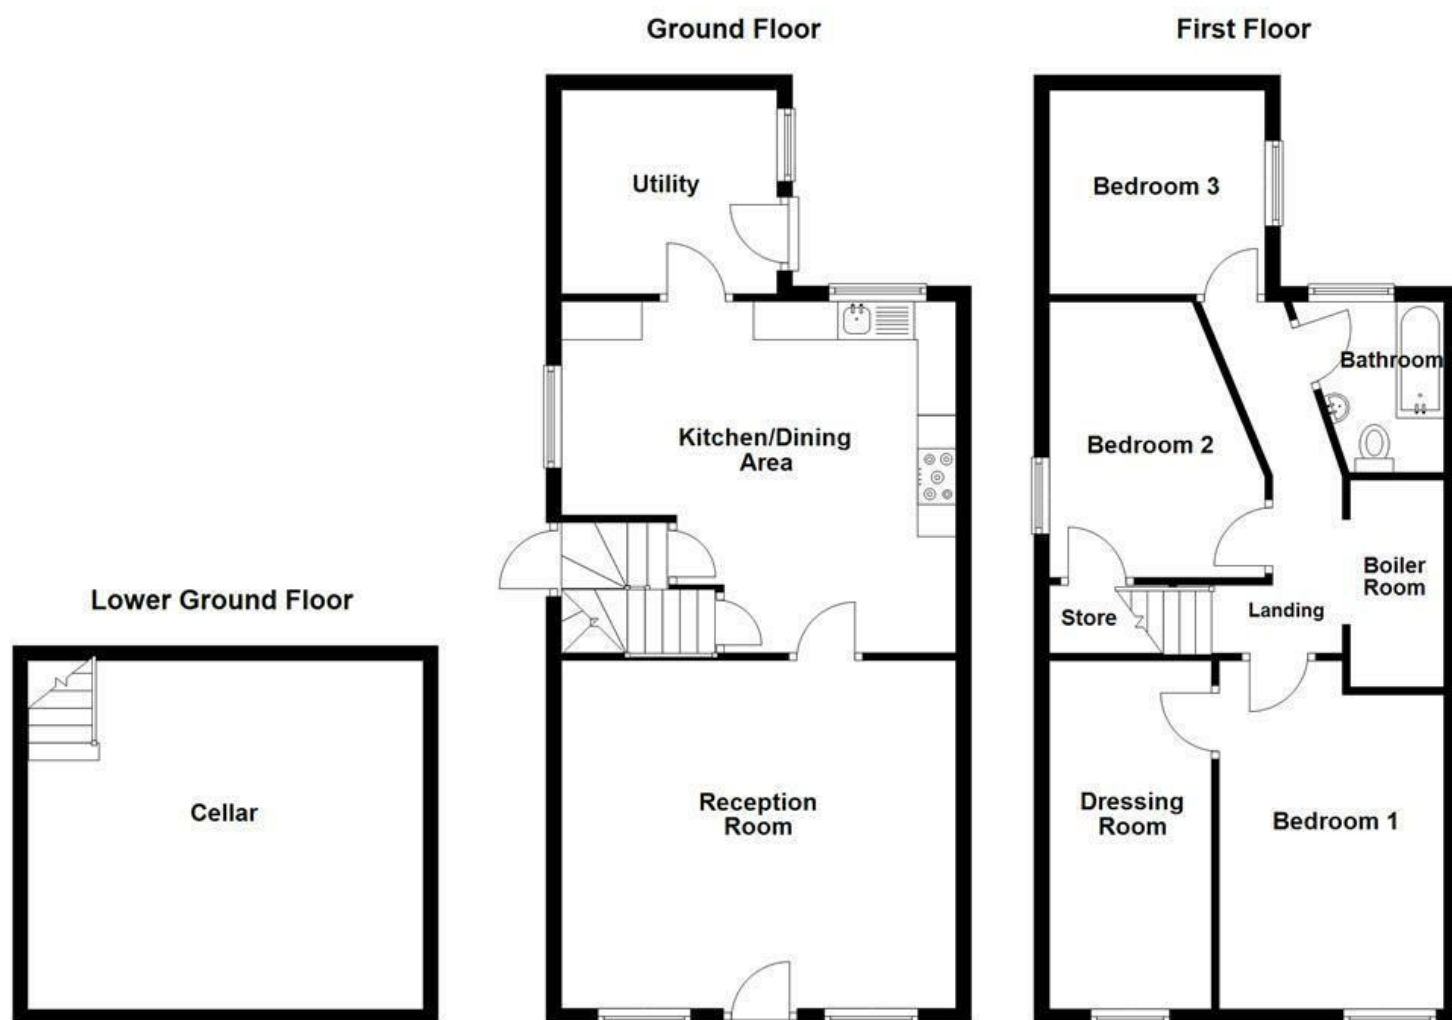 Ground Floor
First Floor
Utility
Bedroom 3
Bathroom
Kitchen/Dining
Area
Bedroom 2
Boiler
Room
Lower Ground Floor
Store
Landing
Cellar
Reception
Room
Dressing
Room
Bedroom 1